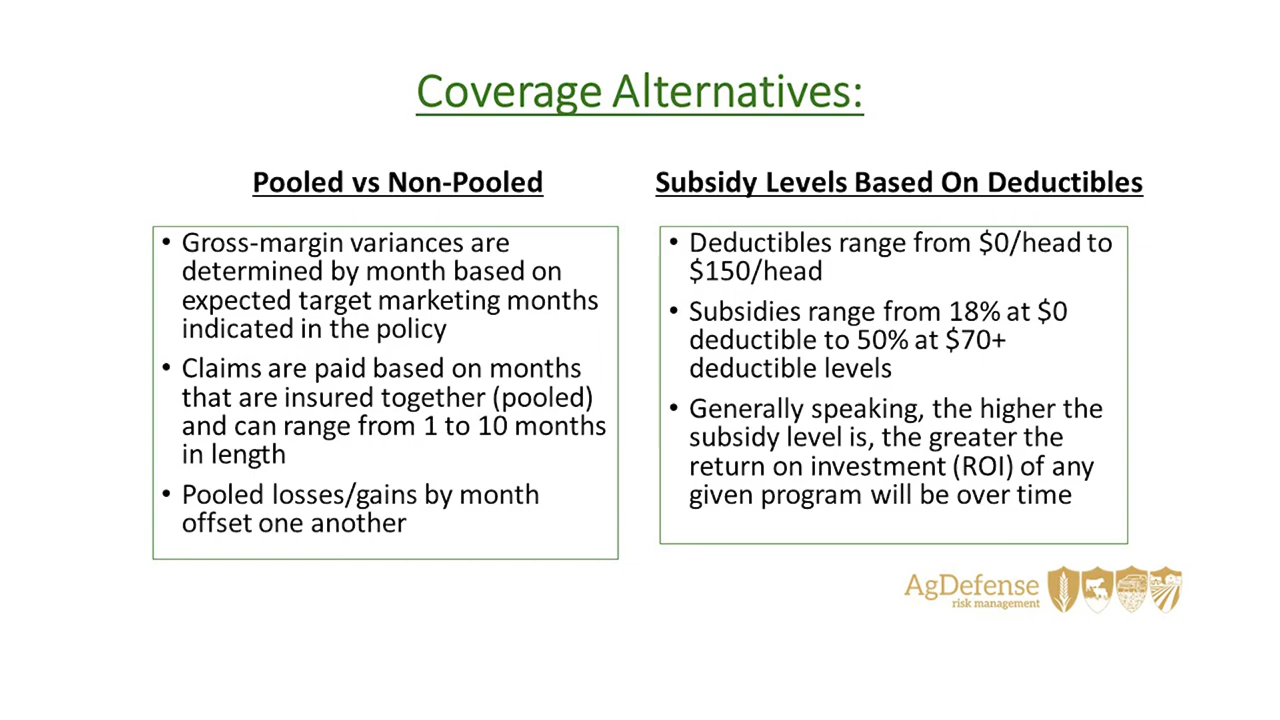 Coverage Alternatives:
Pooled vs Non-Pooled
• Gross-margin variances are
determined by month based on
expected target marketing months
indicated in the policy
• Claims are paid based on months
that are insured together (pooled)
and can range from 1 to 10 months
in length
• Pooled losses/gains by month
offset one another
Subsidy Levels Based On Deductibles
• Deductibles range from $0/head to
$150/head
• Subsidies range from 18% at $0
deductible to 50% at $70+
deductible levels
• Generally speaking, the higher the
subsidy level is, the greater the
return on investment (ROI) of any
given program will be over time
AgDefense
risk management